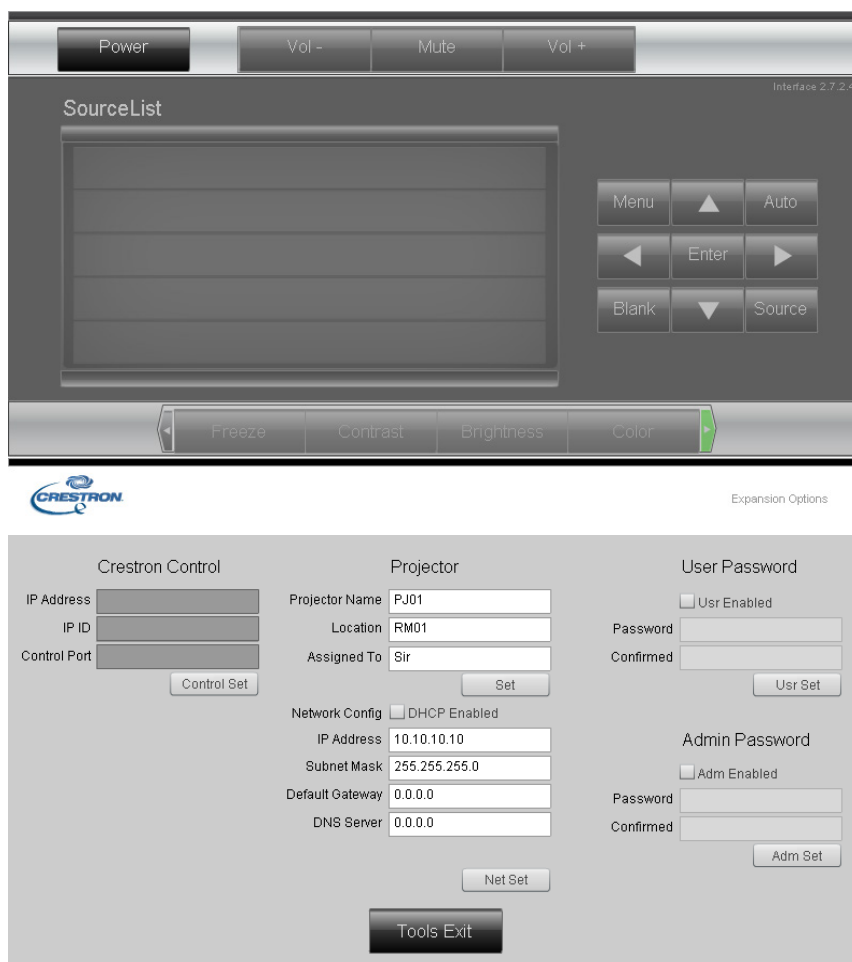 Power
Vol -
Mute
Vol +
Interface 2.7.2.4
SourceList
Menu
Auto
Enter
Blank
Source
Freeze
Contrast
Brightness
Color
CRESTRON
Expansion Options
Crestron Control
IP Address
IP ID
Control Port
Control Set
Projector
Projector Name PJ01
Location RM01
Assigned To Sir
Set
Network Config DHCP Enabled
IP Address 10.10.10.10
Subnet Mask 255.255.255.0
Default Gateway 0.0.0.0
DNS Server 0.0.0.0
Net Set
User Password
Usr Enabled
Password
Confirmed
Usr Set
Admin Password
Adm Enabled
Password
Confirmed
Adm Set
Tools Exit